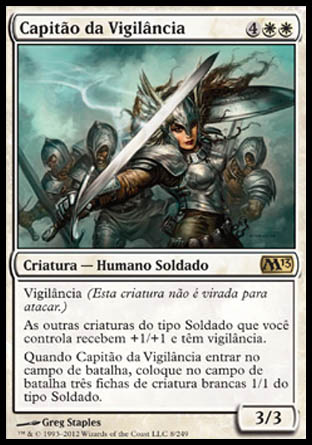 Capitão da Vigilância 4
Criatura — Humano Soldado M13
Vigilância (Esta criatura não é virada para
atacar.)
As outras criaturas do tipo Soldado que você
controla recebem +1/+1 e têm vigilância.
Quando Capitão da Vigilância entrar no
campo de batalha, coloque no campo de
batalha três fichas de criatura brancas 1/1 do
tipo Soldado.
Greg Staples
™ & © 1993–2012 Wizards of the Coast LLC 8/249
3/3